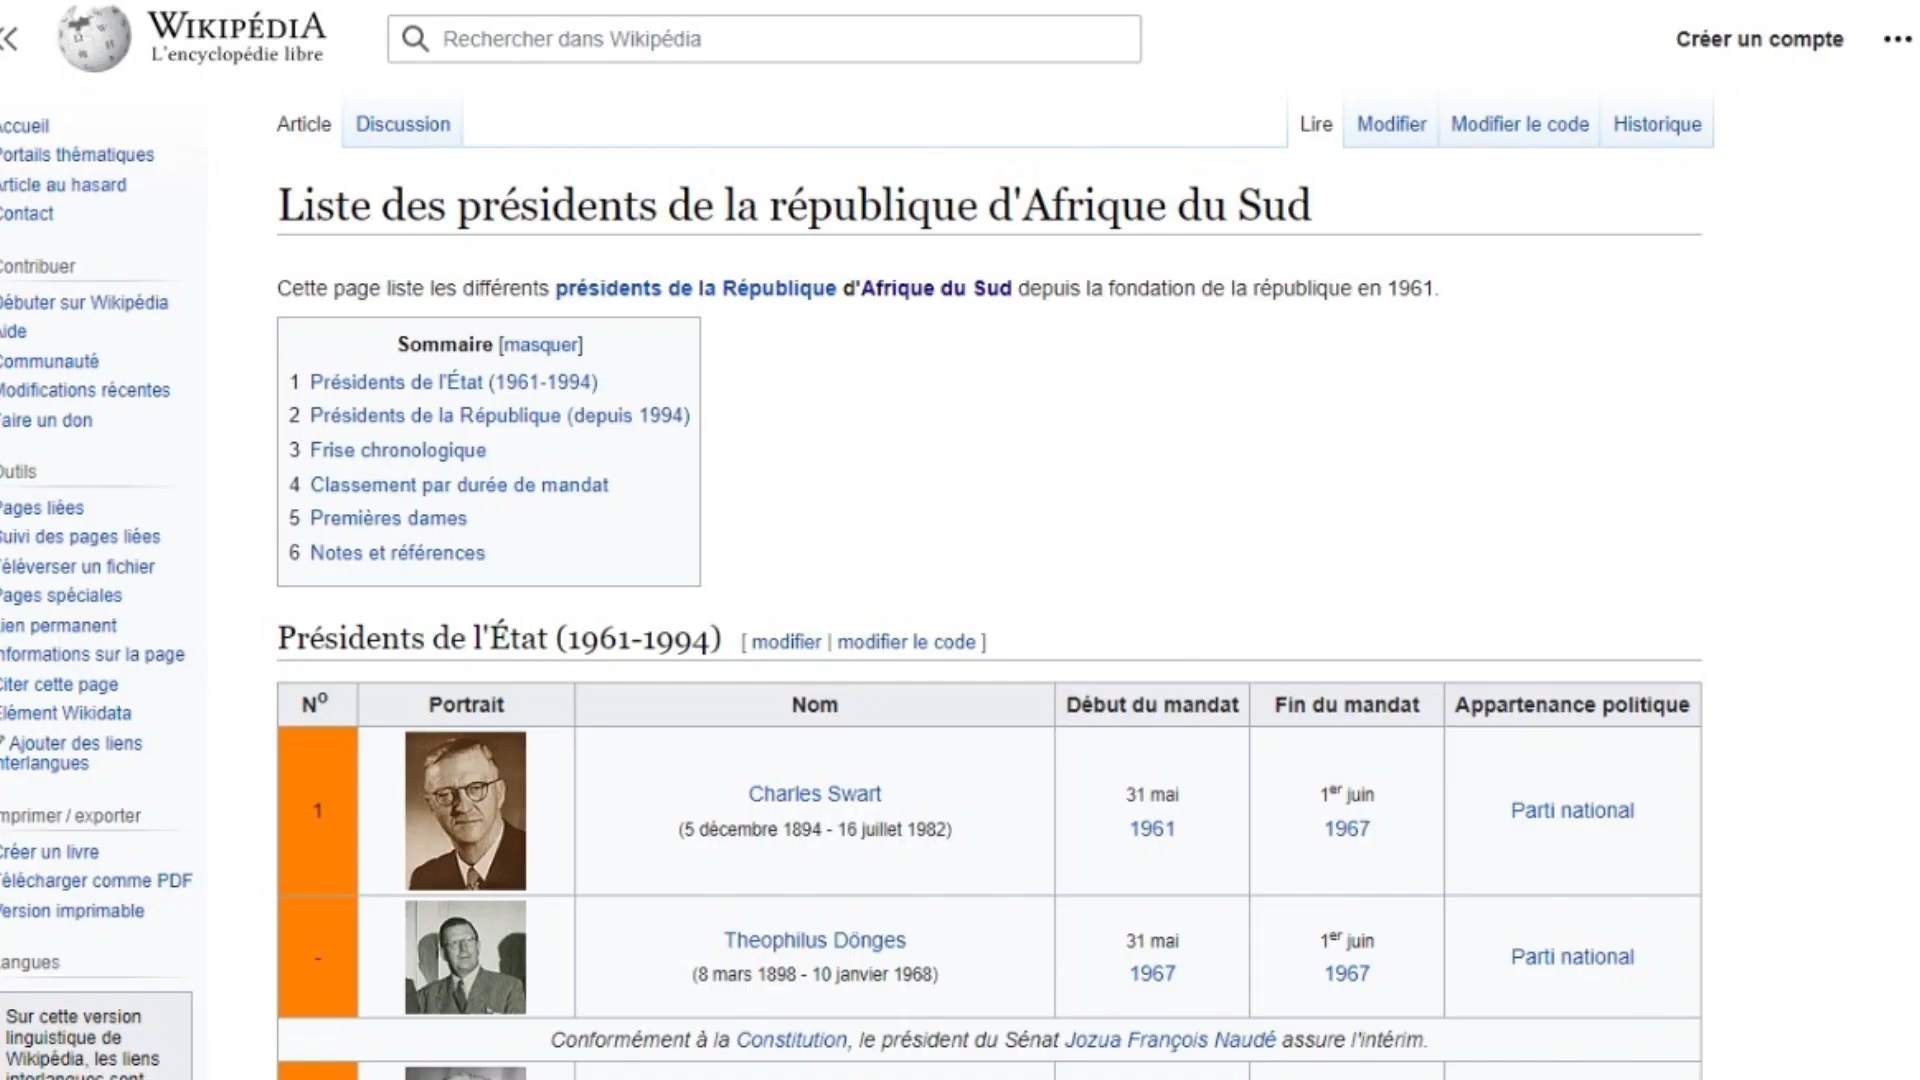 WIKIPÉDIA
L'encyclopédie libre
Rechercher dans Wikipédia
Créer un compte
Article
Discussion
Lire
Modifier
Modifier le code
Historique
ccueil
ortails thématiques
rticle au hasard
ontact
ontribuer
ébuter sur Wikipédia
ide
ommunauté
odifications récentes
aire un don
utils
ages liées
uivi des pages liées
éléverser un fichier
ages spéciales
ien permanent
nformations sur la page
iter cette page
lément Wikidata
Ajouter des liens
nterlangues
mprimer / exporter
réer un livre
élécharger comme PDF
ersion imprimable
angues
Sur cette version
linguistique de
Wikipédia, les liens
interlangues sont
Liste des présidents de la république d'Afrique du Sud
Cette page liste les différents présidents de la République d'Afrique du Sud depuis la fondation de la république en 1961.
Sommaire [masquer]
1 Présidents de l'État (1961-1994)
2 Présidents de la République (depuis 1994)
3 Frise chronologique
4 Classement par durée de mandat
5 Premières dames
6 Notes et références
Présidents de l'État (1961-1994) [ modifier | modifier le code ]
Nº Portrait Nom Début du mandat Fin du mandat Appartenance politique
1 Charles Swart 31 mai 1er juin Parti national
(5 décembre 1894 - 16 juillet 1982) 1961 1967
- Theophilus Dönges 31 mai 1er juin Parti national
(8 mars 1898 - 10 janvier 1968) 1967 1967
Conformément à la Constitution, le président du Sénat Jozua François Naudé assure l'intérim.